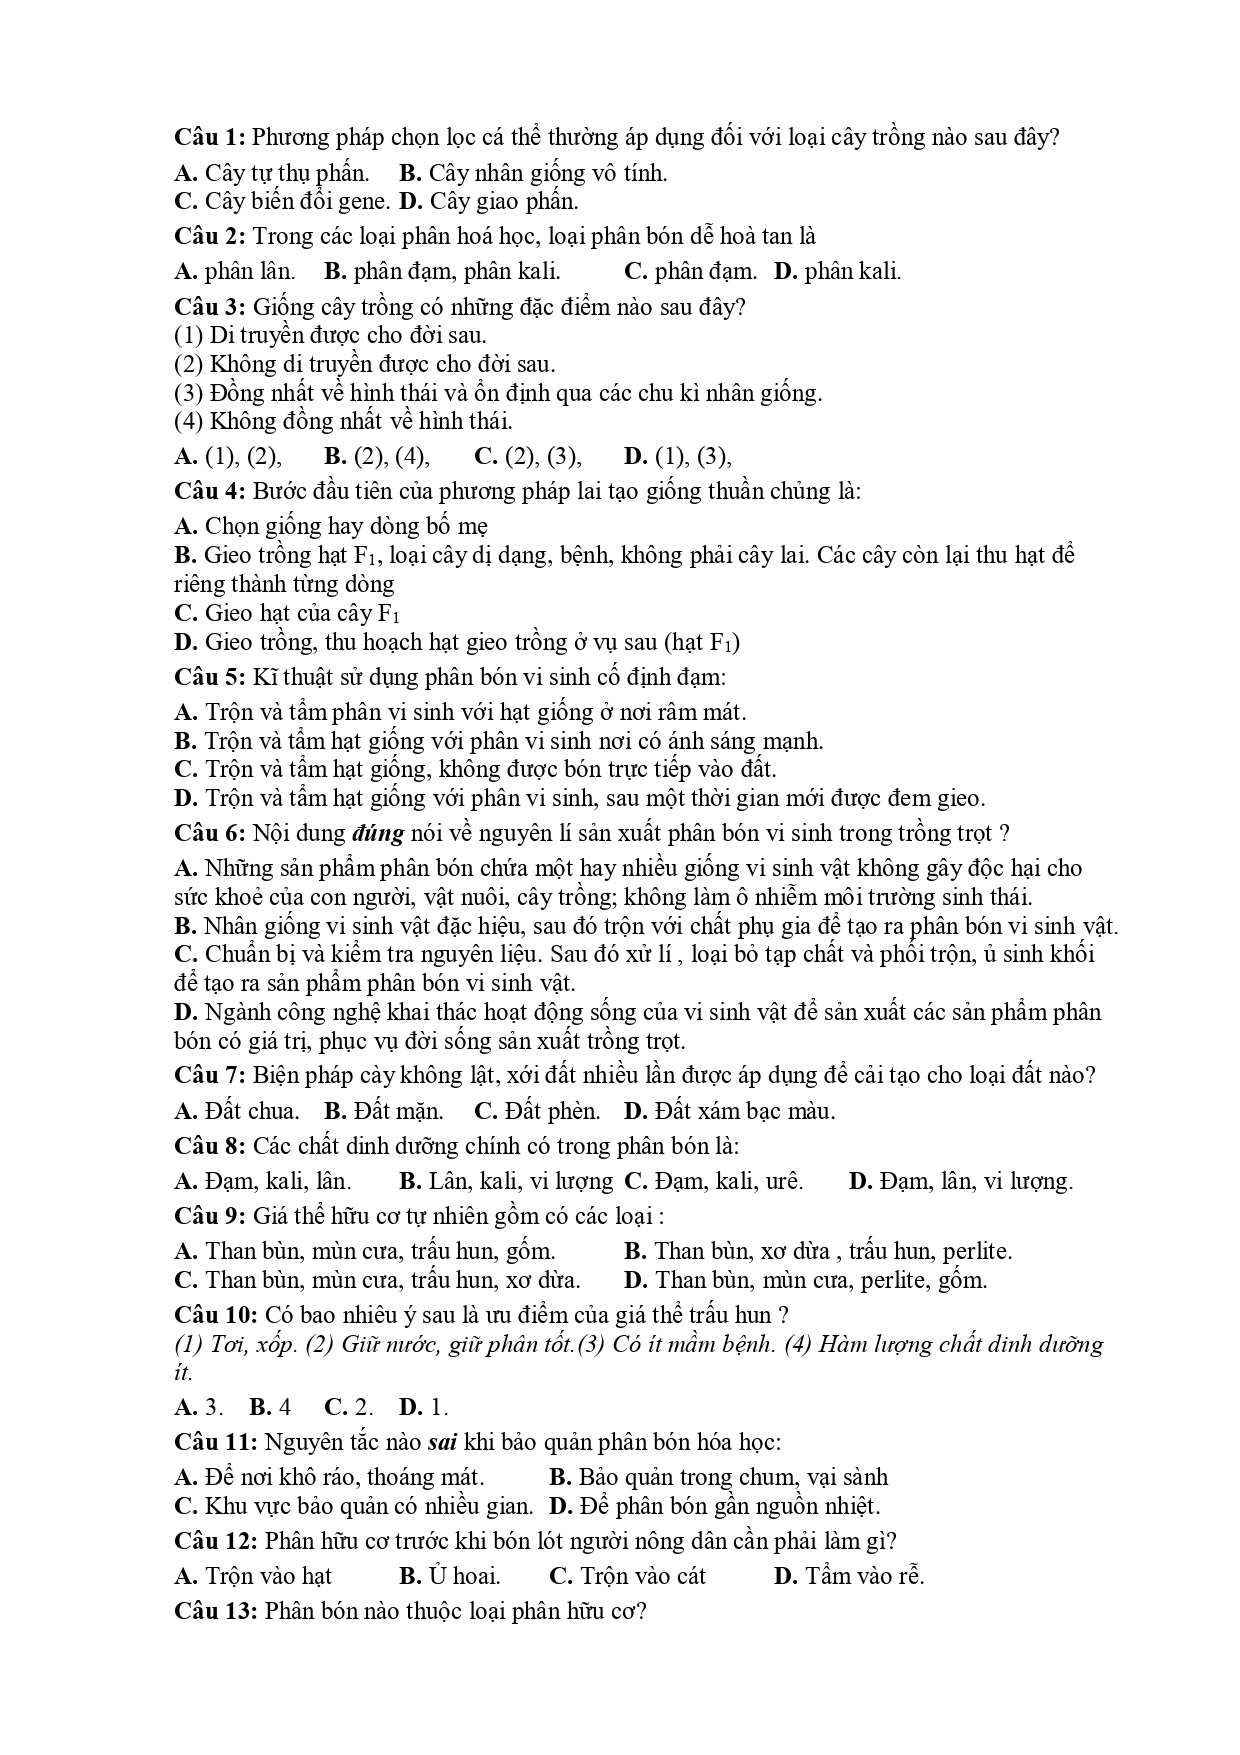 Câu 1: Phương pháp chọn lọc cá thể thường áp dụng đối với loại cây trồng nào sau đây?
A. Cây tự thụ phấn. B. Cây nhân giống vô tính.
C. Cây biến đổi gene. D. Cây giao phấn.
Câu 2: Trong các loại phân hoá học, loại phân bón dễ hoà tan là
A. phân lân. B. phân đạm, phân kali. C. phân đạm. D. phân kali.
Câu 3: Giống cây trồng có những đặc điểm nào sau đây?
(1) Di truyền được cho đời sau.
(2) Không di truyền được cho đời sau.
(3) Đồng nhất về hình thái và ổn định qua các chu kì nhân giống.
(4) Không đồng nhất về hình thái.
A. (1), (2), B. (2), (4), C. (2), (3), D. (1), (3),
Câu 4: Bước đầu tiên của phương pháp lai tạo giống thuần chủng là:
A. Chọn giống hay dòng bố mẹ
B. Gieo trồng hạt F₁, loại cây dị dạng, bệnh, không phải cây lai. Các cây còn lại thu hạt để
riêng thành từng dòng
C. Gieo hạt của cây F₁
D. Gieo trồng, thu hoạch hạt gieo trồng ở vụ sau (hạt F₁)
Câu 5: Kĩ thuật sử dụng phân bón vi sinh cố định đạm:
A. Trộn và tẩm phân vi sinh với hạt giống ở nơi râm mát.
B. Trộn và tẩm hạt giống với phân vi sinh nơi có ánh sáng mạnh.
C. Trộn và tẩm hạt giống, không được bón trực tiếp vào đất.
D. Trộn và tẩm hạt giống với phân vi sinh, sau một thời gian mới được đem gieo.
Câu 6: Nội dung đúng nói về nguyên lí sản xuất phân bón vi sinh trong trồng trọt ?
A. Những sản phẩm phân bón chứa một hay nhiều giống vi sinh vật không gây độc hại cho
sức khoẻ của con người, vật nuôi, cây trồng; không làm ô nhiễm môi trường sinh thái.
B. Nhân giống vi sinh vật đặc hiệu, sau đó trộn với chất phụ gia để tạo ra phân bón vi sinh vật.
C. Chuẩn bị và kiểm tra nguyên liệu. Sau đó xử lí , loại bỏ tạp chất và phối trộn, ủ sinh khối
để tạo ra sản phẩm phân bón vi sinh vật.
D. Ngành công nghệ khai thác hoạt động sống của vi sinh vật để sản xuất các sản phẩm phân
bón có giá trị, phục vụ đời sống sản xuất trồng trọt.
Câu 7: Biện pháp cày không lật, xới đất nhiều lần được áp dụng để cải tạo cho loại đất nào?
A. Đất chua. B. Đất mặn. C. Đất phèn. D. Đất xám bạc màu.
Câu 8: Các chất dinh dưỡng chính có trong phân bón là:
A. Đạm, kali, lân. B. Lân, kali, vi lượng C. Đạm, kali, urê. D. Đạm, lân, vi lượng.
Câu 9: Giá thể hữu cơ tự nhiên gồm có các loại :
A. Than bùn, mùn cưa, trấu hun, gốm. B. Than bùn, xơ dừa , trấu hun, perlite.
C. Than bùn, mùn cưa, trấu hun, xơ dừa. D. Than bùn, mùn cưa, perlite, gốm.
Câu 10: Có bao nhiêu ý sau là ưu điểm của giá thể trấu hun ?
(1) Tơi, xốp. (2) Giữ nước, giữ phân tốt.(3) Có ít mầm bệnh. (4) Hàm lượng chất dinh dưỡng
ít.
A. 3. B. 4 C. 2. D. 1.
Câu 11: Nguyên tắc nào sai khi bảo quản phân bón hóa học:
A. Để nơi khô ráo, thoáng mát. B. Bảo quản trong chum, vại sành
C. Khu vực bảo quản có nhiều gian. D. Để phân bón gần nguồn nhiệt.
Câu 12: Phân hữu cơ trước khi bón lót người nông dân cần phải làm gì?
A. Trộn vào hạt B. Ủ hoai. C. Trộn vào cát D. Tẩm vào rễ.
Câu 13: Phân bón nào thuộc loại phân hữu cơ?